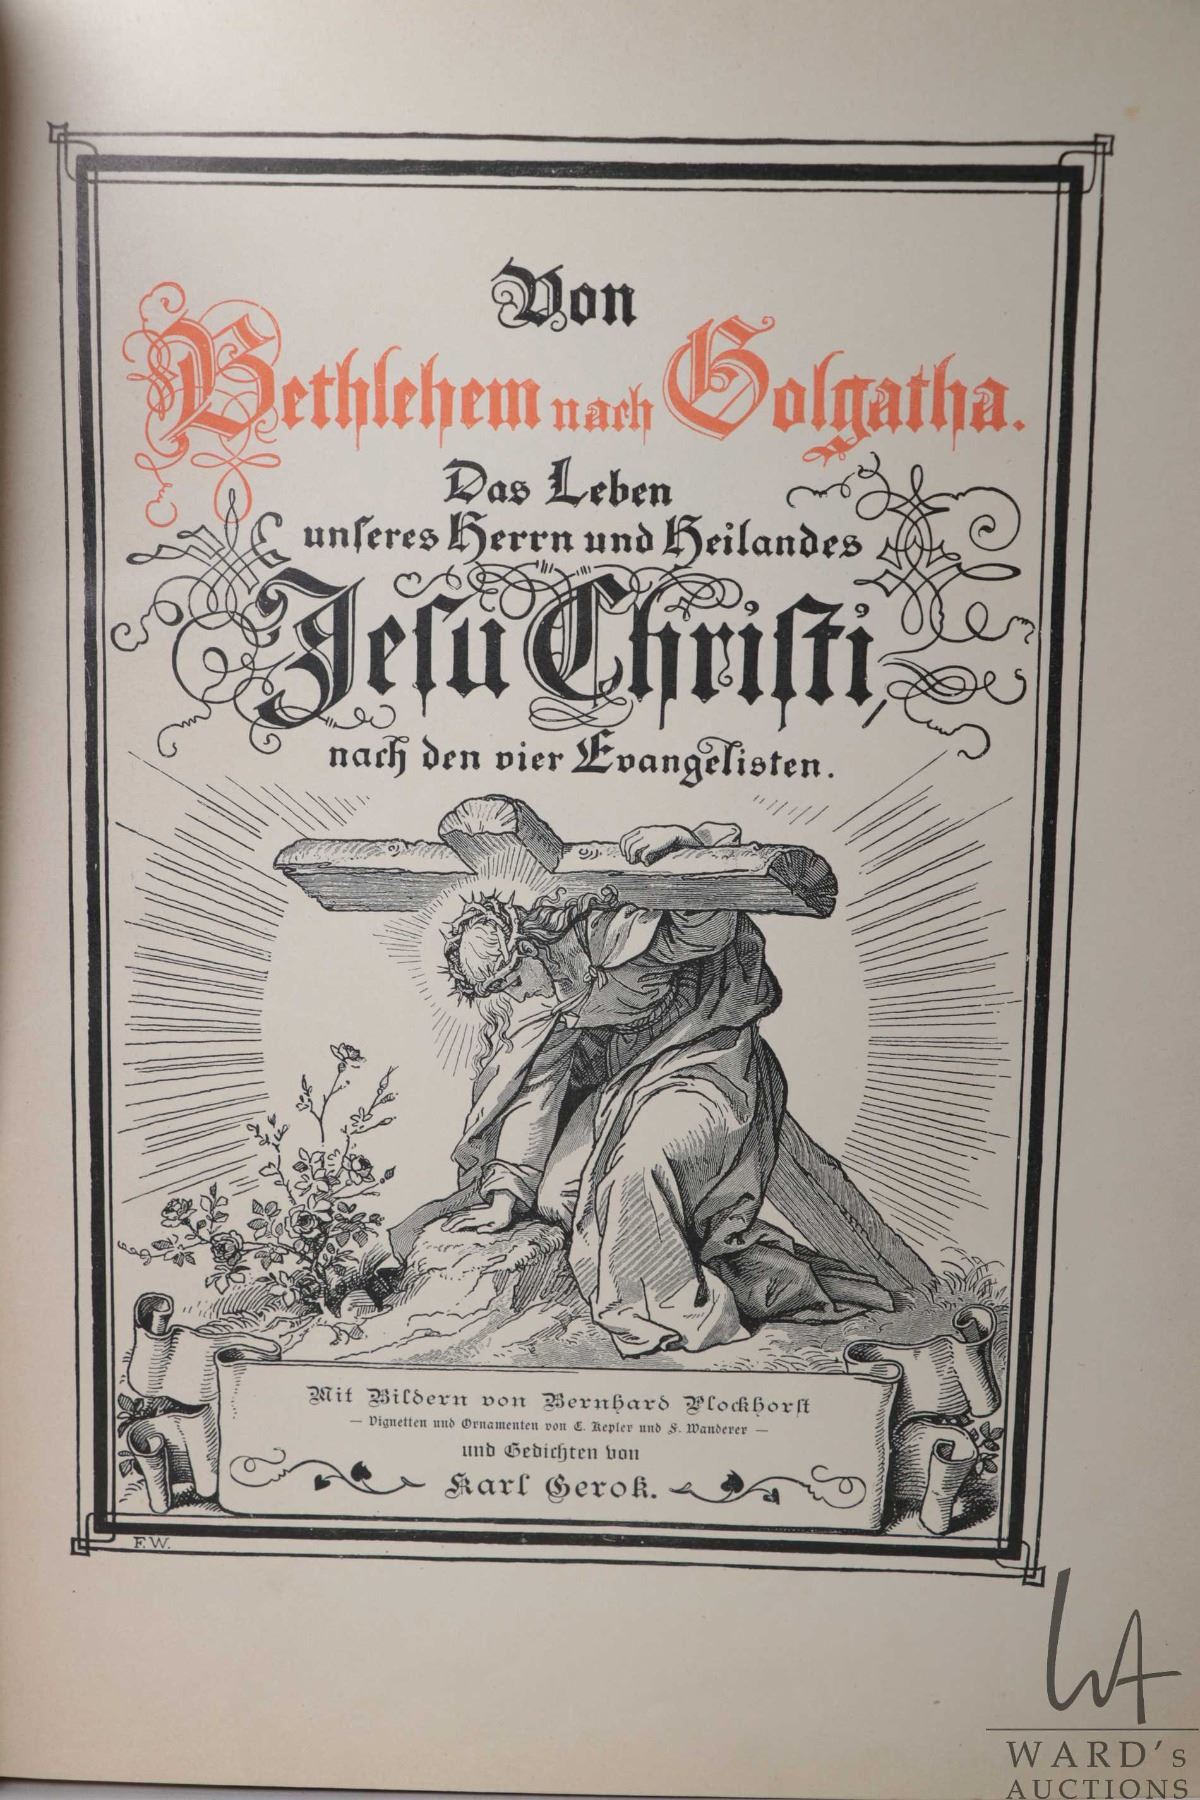 Von
Bethlehem nach Golgatha.
Das Leben
unſeres Herrn und Heilandes
Jeſu Chriſti,
nach den vier Evangelisten.
Mit Bildern von Bernhard Plockhorſt
— Vignetten und Ornamenten von C. Kepler und F. Wanderer —
und Gedichten von
Karl Gerok.
F.W.
WA
WARD's
AUCTIONS